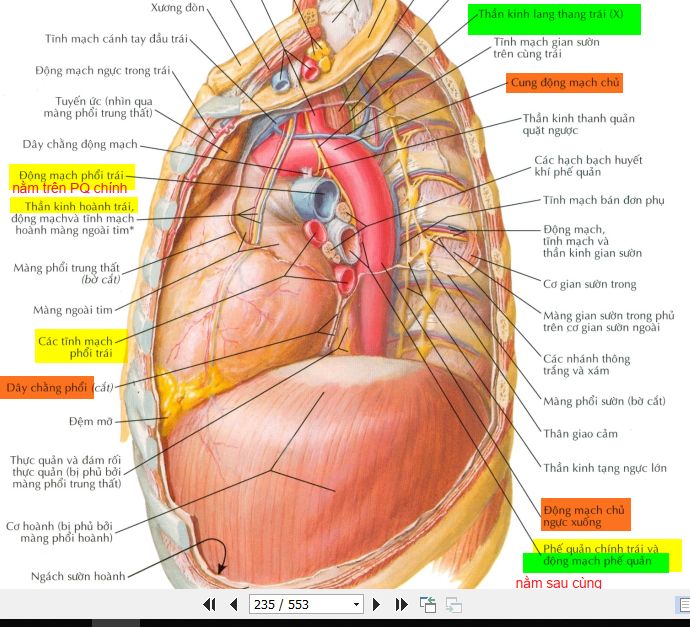 Xương đòn
Tĩnh mạch cánh tay đầu trái
Động mạch ngực trong trái
Tuyến ức (nhìn qua
màng phổi trung thất)
Dây chằng động mạch
Động mạch phổi trái
nằm trên PQ chính
Thần kinh hoành trái,
động mạchvà tĩnh mạch
hoành màng ngoài tim*
Màng phổi trung thất
(bờ cắt)
Màng ngoài tim
Các tĩnh mạch
phổi trái
Dây chằng phổi (cắt)
Đệm mỡ
Thực quản và đám rối
thực quản (bị phủ bởi
màng phổi trung thất)
Cơ hoành (bị phủ bởi
màng phổi hoành)
Ngách sườn hoành
Thần kinh lang thang trái (X)
Tĩnh mạch gian sườn
trên cùng trái
Cung động mạch chủ
Thần kinh thanh quản
quặt ngược
Các hạch bạch huyết
khí phế quản
Tĩnh mạch bán đơn phụ
Động mạch,
tĩnh mạch và
thần kinh gian sườn
Cơ gian sườn trong
Màng gian sườn trong phủ
trên cơ gian sườn ngoài
Các nhánh thông
trắng và xám
Màng phổi sườn (bờ cắt)
Thân giao cảm
Thần kinh tạng ngực lớn
Động mạch chủ
ngực xuống
Phế quản chính trái và
động mạch phế quản
nằm sau cùng
235 / 553